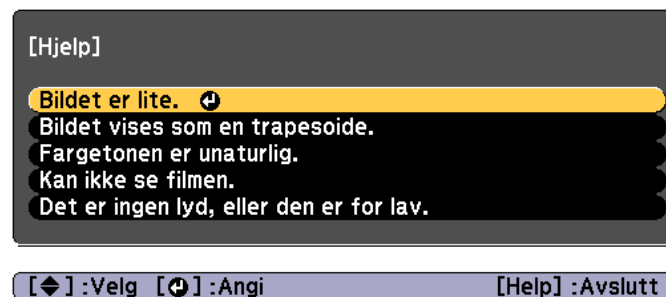 [Hjelp]
Bildet er lite.
Bildet vises som en trapesoide.
Fargetonen er unaturlig.
Kan ikke se filmen.
Det er ingen lyd, eller den er for lav.
[◆] :Velg [⏎] :Angi [Help] :Avslutt